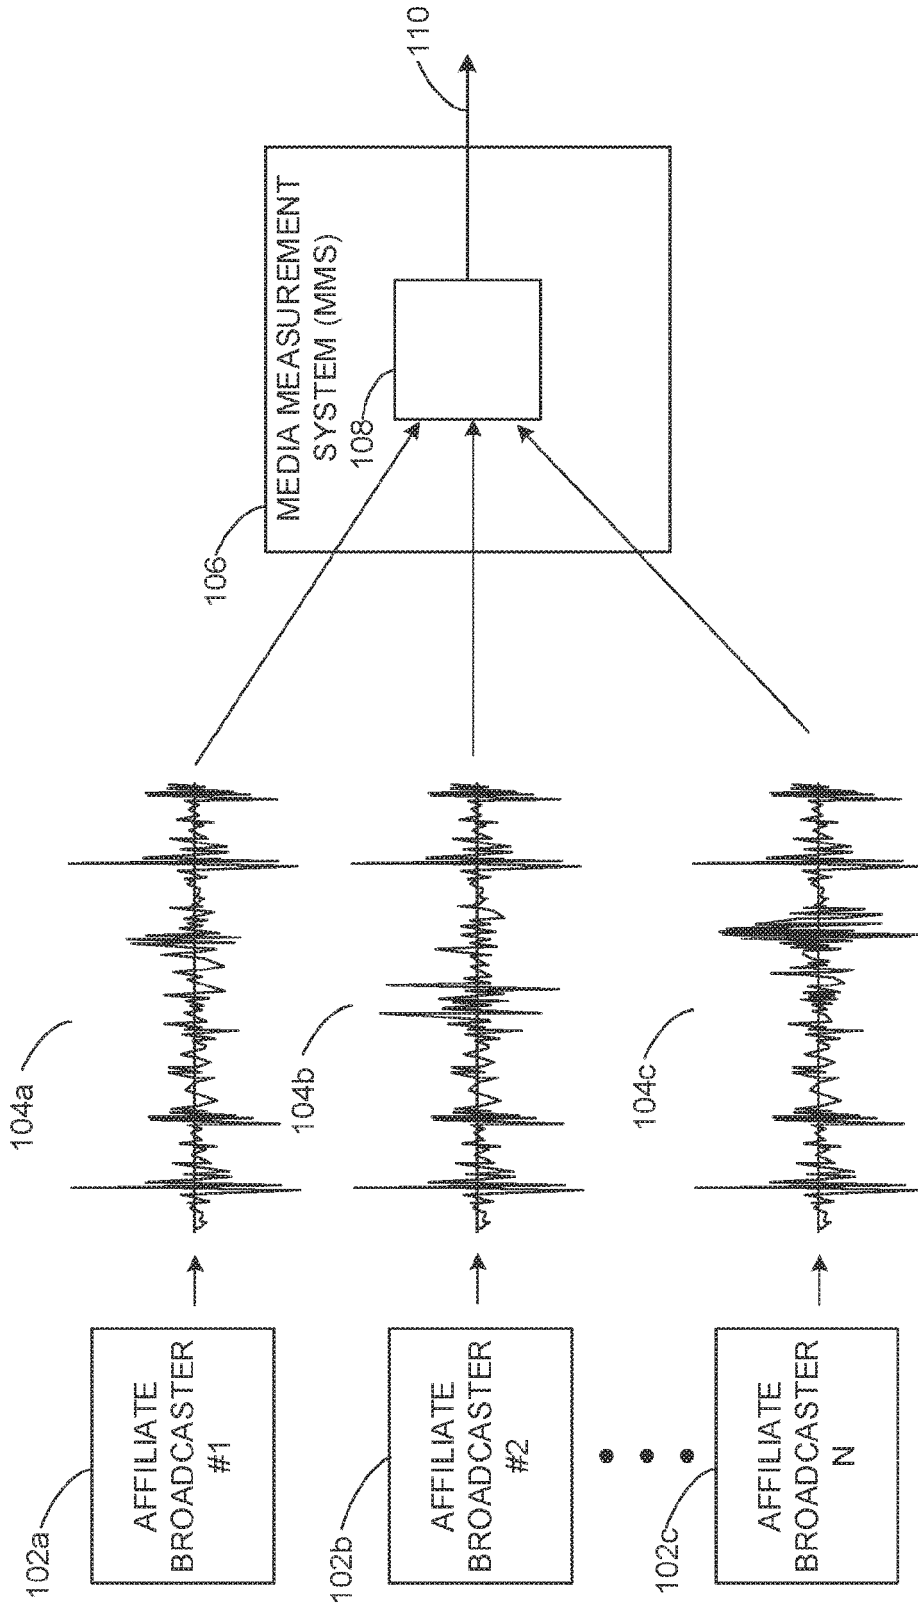 102a
AFFILIATE
BROADCASTER
#1
104a
102b
AFFILIATE
BROADCASTER
#2
104b
102c
AFFILIATE
BROADCASTER
N
104c
106
MEDIA MEASUREMENT
SYSTEM (MMS)
108
110